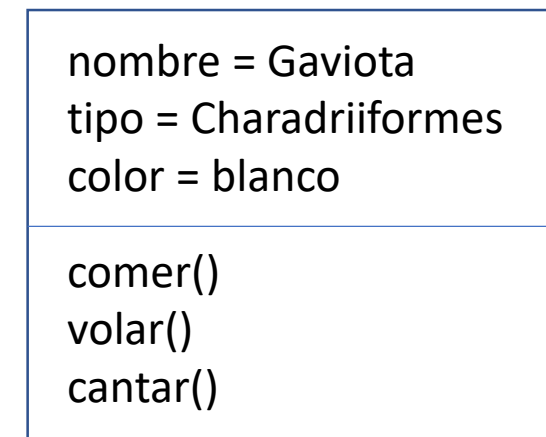 nombre = Gaviota
tipo = Charadriiformes
color = blanco
comer()
volar()
cantar()